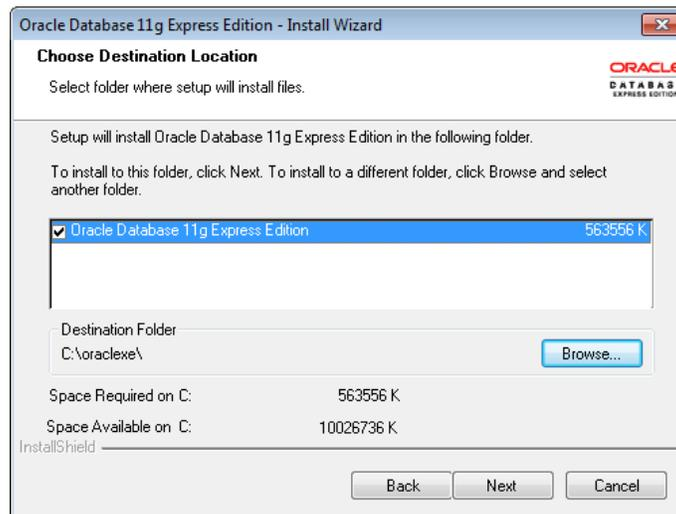 Oracle Database 11g Express Edition - Install Wizard
Choose Destination Location
Select folder where setup will install files.
ORACLE
DATABAS
EXPRESS EDITION
Setup will install Oracle Database 11g Express Edition in the following folder.
To install to this folder, click Next. To install to a different folder, click Browse and select
another folder.
Oracle Database 11g Express Edition 563556 K
Destination Folder
C:\oraclexe\ Browse...
Space Required on C: 563556 K
Space Available on C: 10026736 K
InstallShield
Back Next Cancel